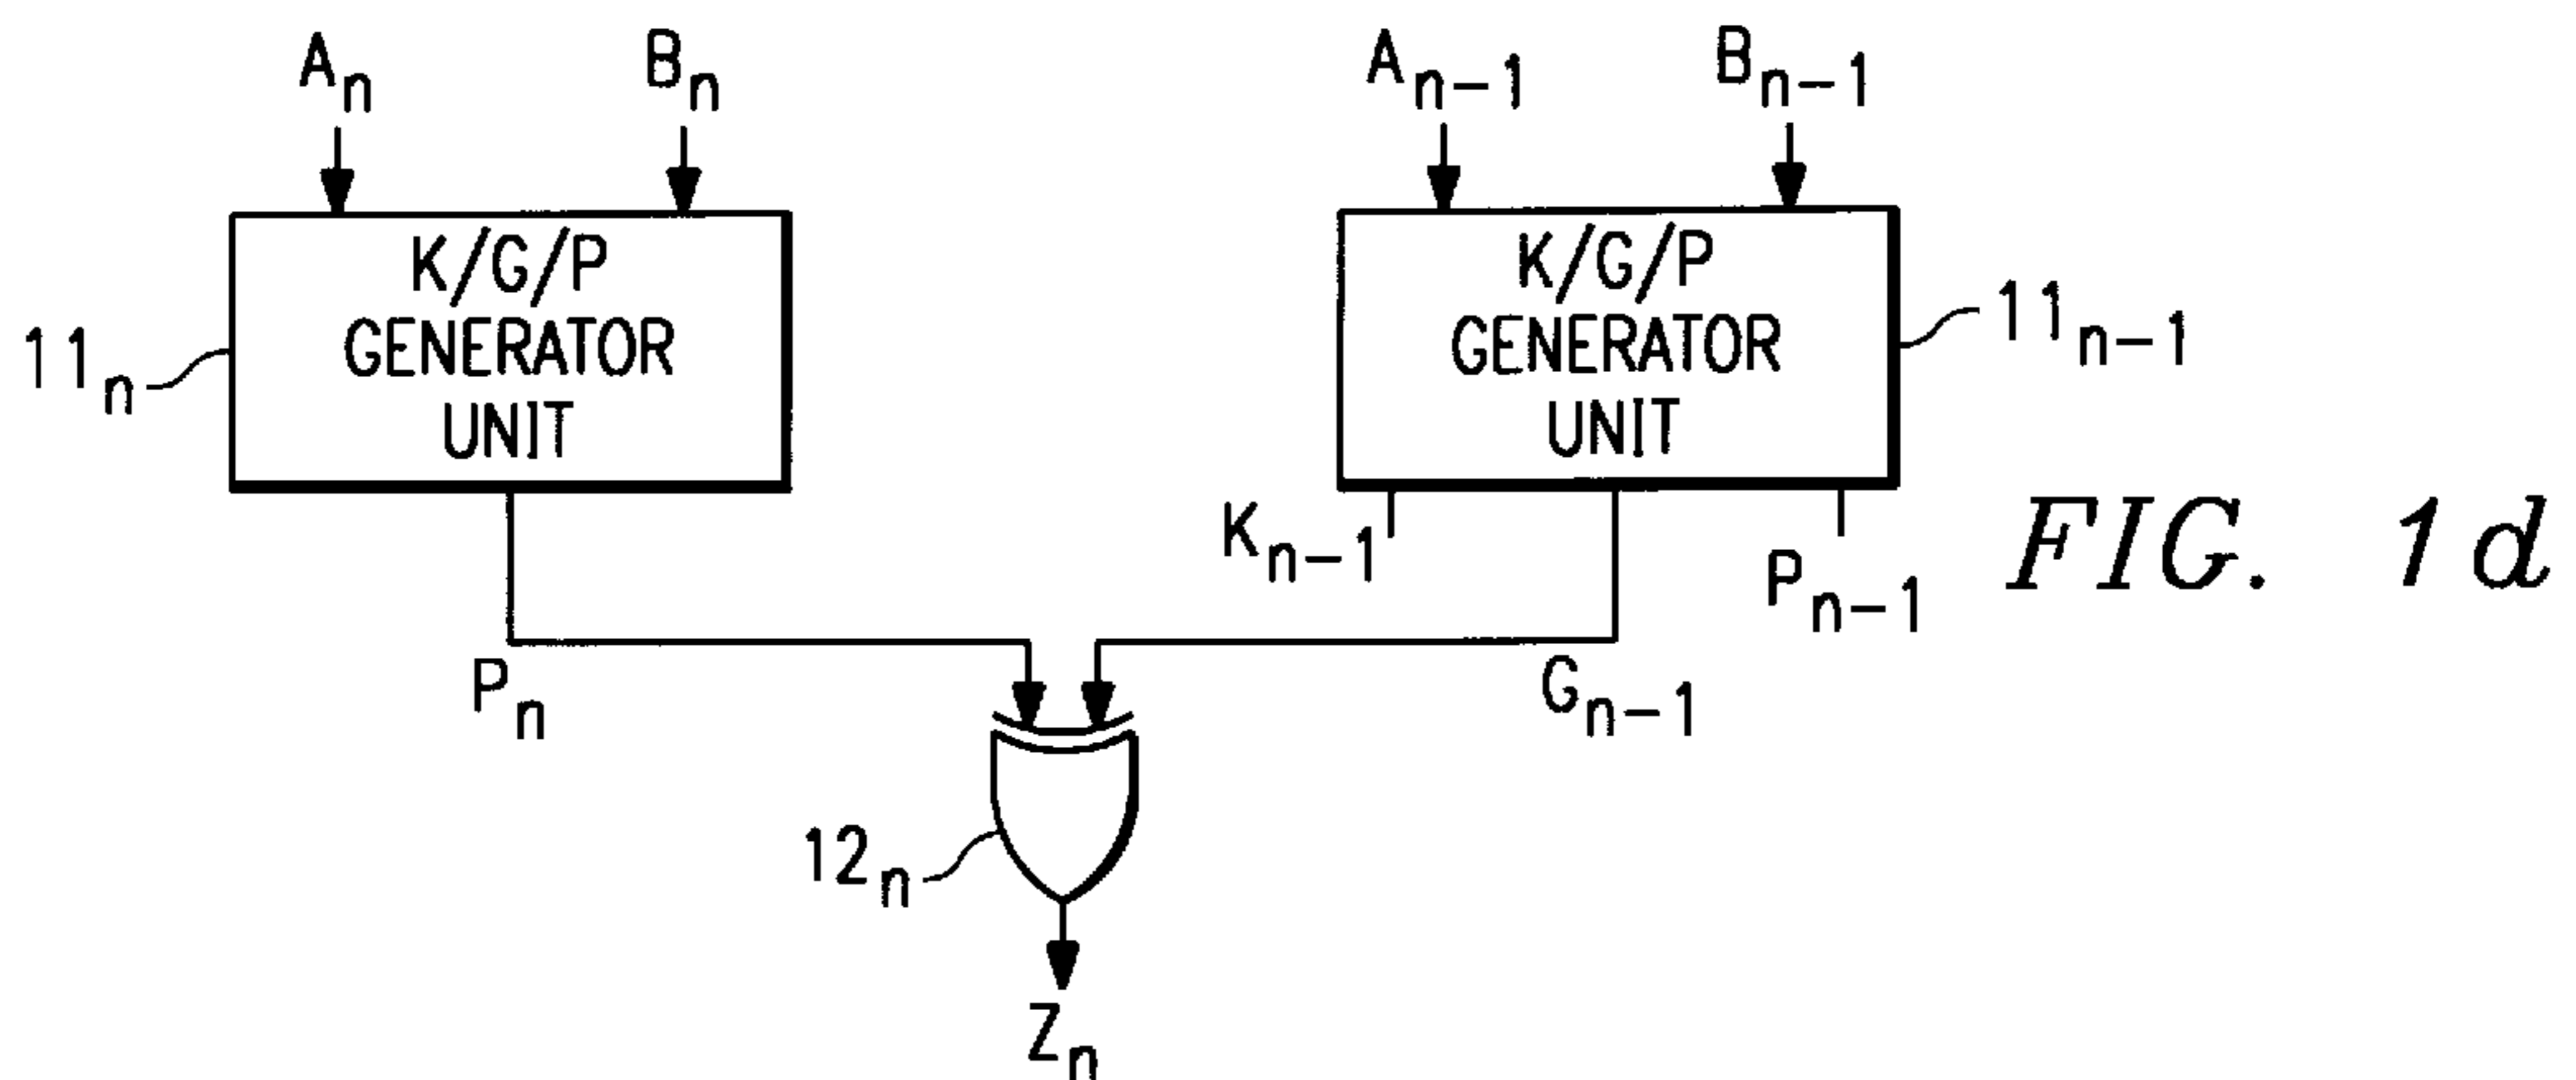 Aₙ
Bₙ
Aₙ₋₁
Bₙ₋₁
K/G/P
GENERATOR
UNIT
K/G/P
GENERATOR
UNIT
11ₙ
11ₙ₋₁
Kₙ₋₁
Pₙ₋₁
FIG. 1d
Pₙ
Gₙ₋₁
12ₙ
Zₙ